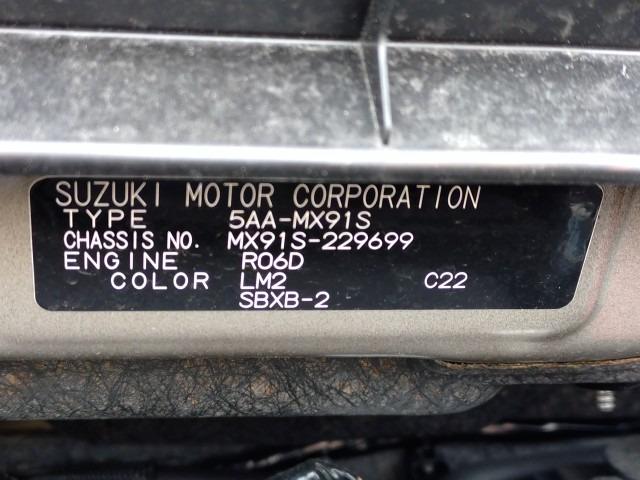 SUZUKI MOTOR CORPORATION
TYPE 5AA-MX91S
CHASSIS NO. MX91S-229699
ENGINE R06D
COLOR LM2 C22
SBXB-2